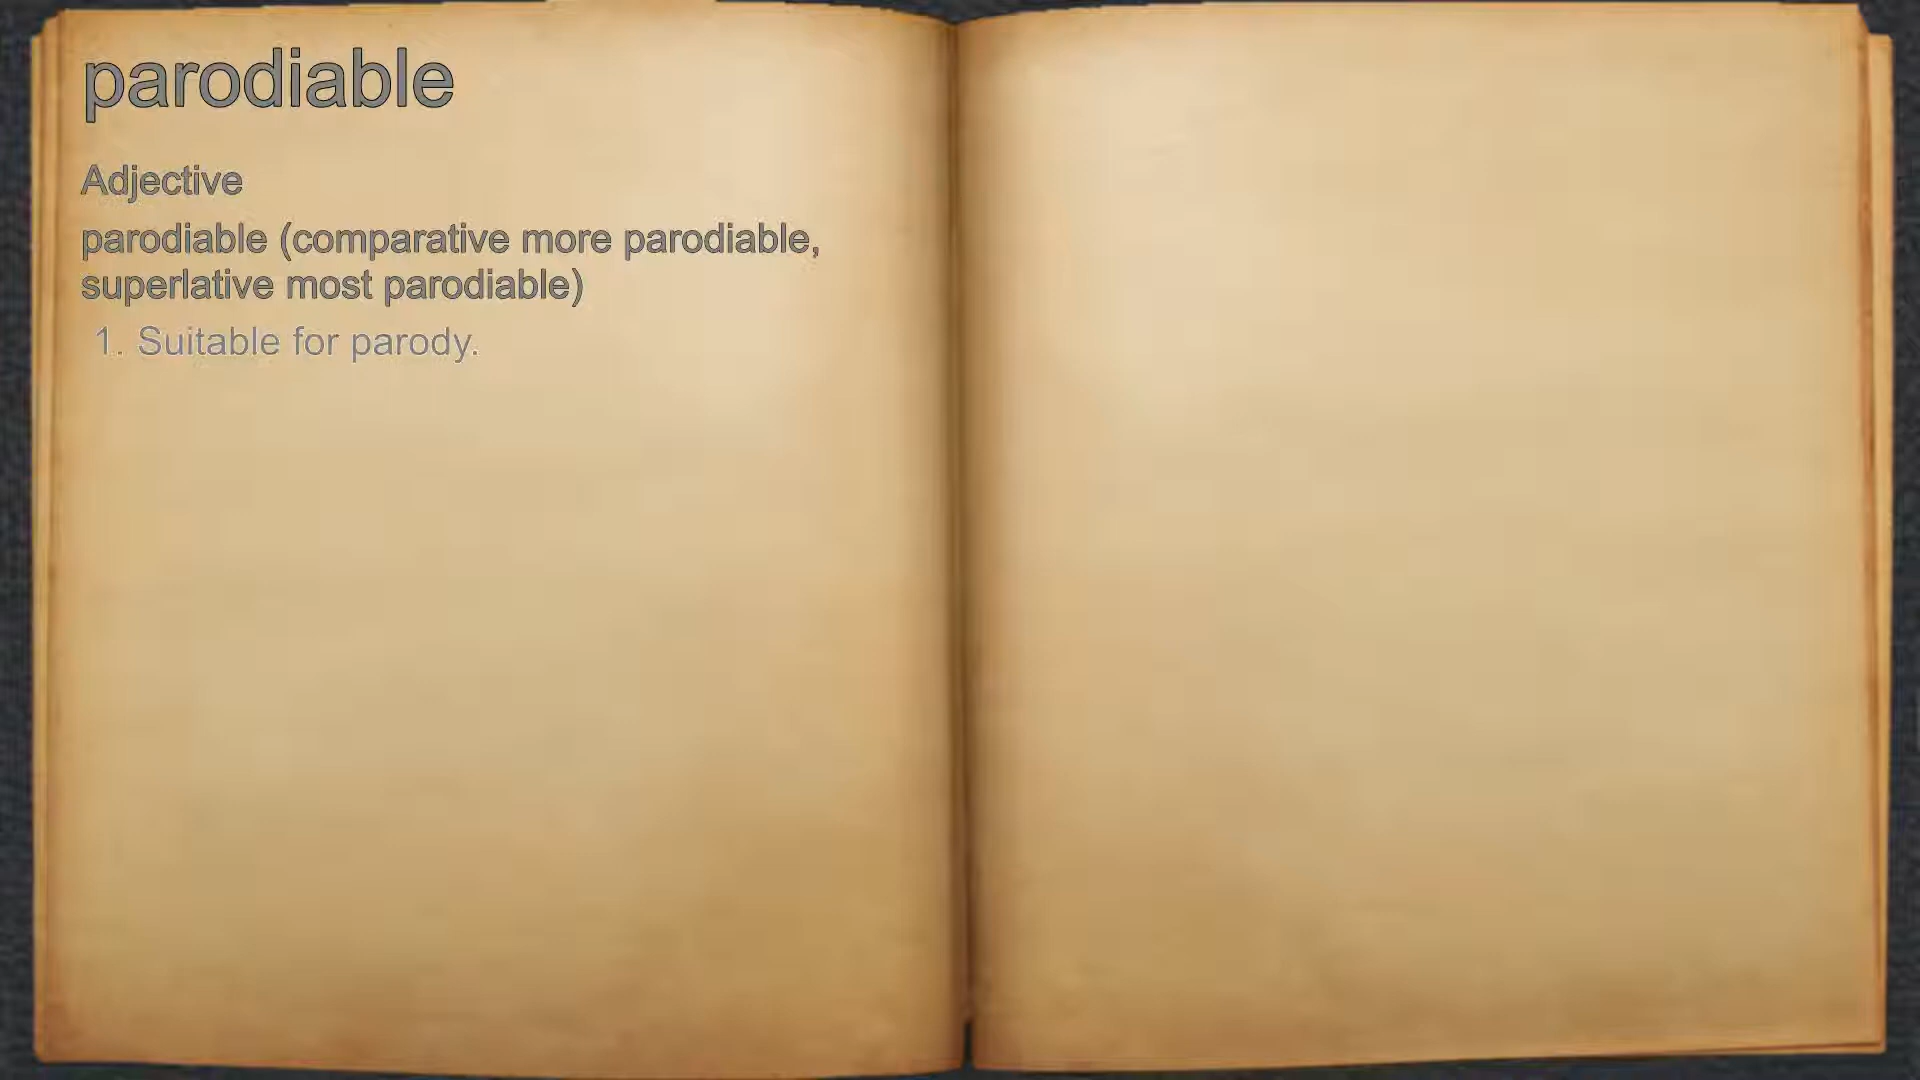 parodiable
Adjective
parodiable (comparative more parodiable,
superlative most parodiable)
1. Suitable for parody.